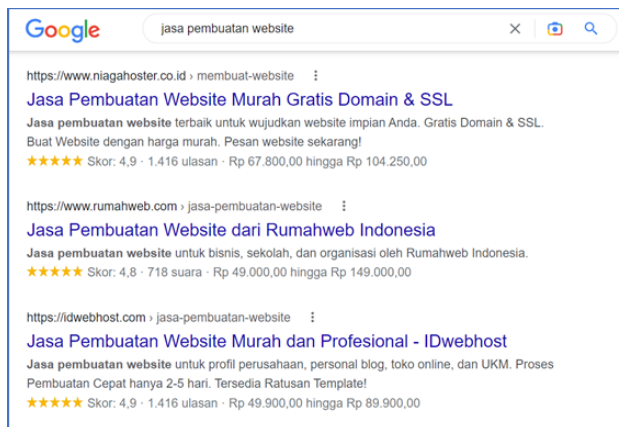 Google
jasa pembuatan website
https://www.niagahoster.co.id › membuat-website
Jasa Pembuatan Website Murah Gratis Domain & SSL
Jasa pembuatan website terbaik untuk wujudkan website impian Anda. Gratis Domain & SSL.
Buat Website dengan harga murah. Pesan website sekarang!
★★★★★ Skor: 4,9 · 1.416 ulasan · Rp 67.800,00 hingga Rp 104.250,00
https://www.rumahweb.com › jasa-pembuatan-website
Jasa Pembuatan Website dari Rumahweb Indonesia
Jasa pembuatan website untuk bisnis, sekolah, dan organisasi oleh Rumahweb Indonesia.
★★★★★ Skor: 4,8 · 718 suara · Rp 49.000,00 hingga Rp 149.000,00
https://idwebhost.com › jasa-pembuatan-website
Jasa Pembuatan Website Murah dan Profesional - IDwebhost
Jasa pembuatan website untuk profil perusahaan, personal blog, toko online, dan UKM. Proses
Pembuatan Cepat hanya 2-5 hari. Tersedia Ratusan Template!
★★★★★ Skor: 4,9 · 1.416 ulasan · Rp 49.900,00 hingga Rp 89.900,00